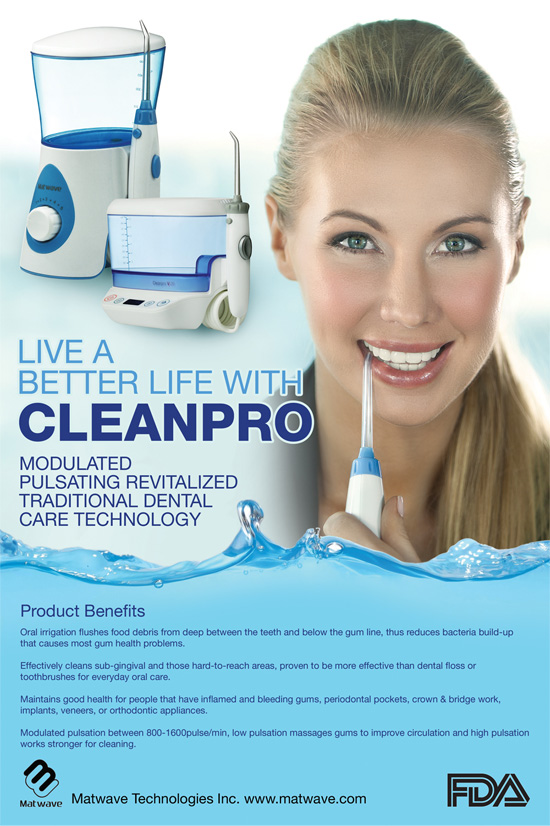 MATWAVE
LIVE A
BETTER LIFE WITH
CLEANPRO
MODULATED
PULSATING REVITALIZED
TRADITIONAL DENTAL
CARE TECHNOLOGY
Product Benefits
Oral irrigation flushes food debris from deep between the teeth and below the gum line, thus reduces bacteria build-up
that causes most gum health problems.
Effectively cleans sub-gingival and those hard-to-reach areas, proven to be more effective than dental floss or
toothbrushes for everyday oral care.
Maintains good health for people that have inflamed and bleeding gums, periodontal pockets, crown & bridge work,
implants, veneers, or orthodontic appliances.
Modulated pulsation between 800-1600pulse/min, low pulsation massages gums to improve circulation and high pulsation
works stronger for cleaning.
Matwave
Matwave Technologies Inc. www.matwave.com
FDA